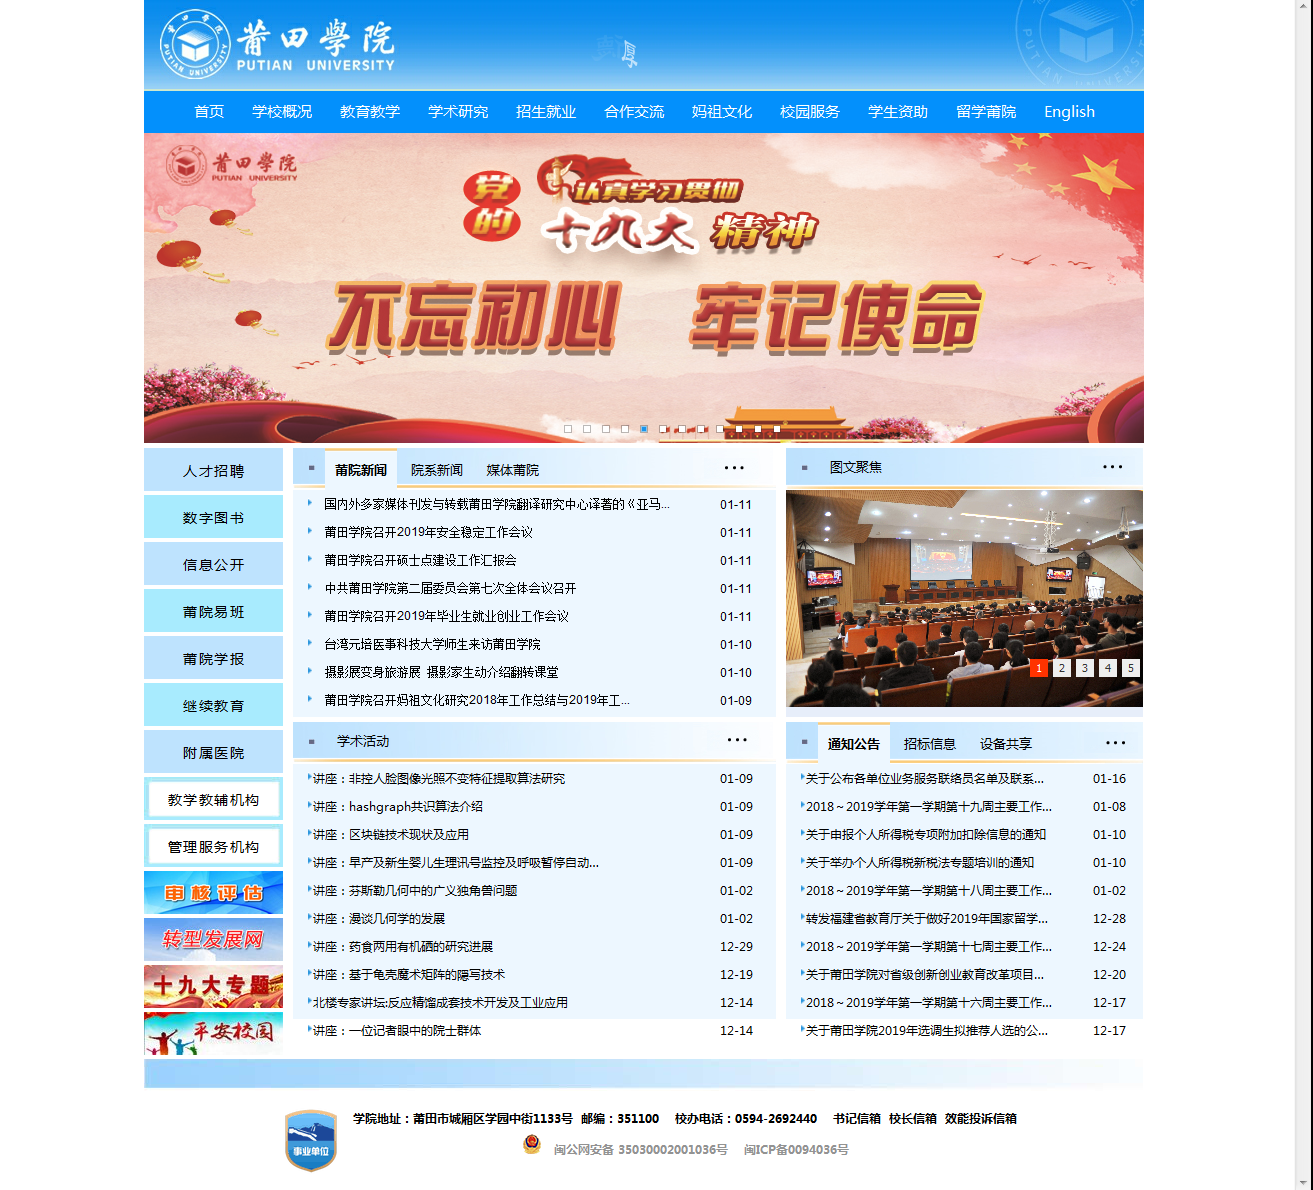 莆田學院
PUTIAN UNIVERSITY
首页 学校概况 教育教学 学术研究 招生就业 合作交流 妈祖文化 校园服务 学生资助 留学莆院 English
莆田學院
PUTIAN UNIVERSITY
党的
认真学习贯彻
十九大精神
不忘初心 牢记使命
人才招聘
数字图书
信息公开
莆院易班
莆院学报
继续教育
附属医院
教学教辅机构
管理服务机构
审核评估
转型发展网
十九大专题
平安校园
莆院新闻 院系新闻 媒体莆院 •••
国内外多家媒体刊发与转载莆田学院翻译研究中心译著的《亚马... 01-11
莆田学院召开2019年安全稳定工作会议 01-11
莆田学院召开硕士点建设工作汇报会 01-11
中共莆田学院第二届委员会第七次全体会议召开 01-11
莆田学院召开2019年毕业生就业创业工作会议 01-11
台湾元培医事科技大学师生来访莆田学院 01-10
摄影展变身旅游展 摄影家生动介绍翻转课堂 01-10
莆田学院召开妈祖文化研究2018年工作总结与2019年工... 01-09
图文聚焦 •••
1 2 3 4 5
学术活动 •••
讲座：非控人脸图像光照不变特征提取算法研究 01-09
讲座：hashgraph共识算法介绍 01-09
讲座：区块链技术现状及应用 01-09
讲座：早产及新生婴儿生理讯号监控及呼吸暂停自动... 01-09
讲座：芬斯勒几何中的广义独角兽问题 01-02
讲座：漫谈几何学的发展 01-02
讲座：药食两用有机硒的研究进展 12-29
讲座：基于龟壳魔术矩阵的隐写技术 12-19
北楼专家讲坛:反应精馏成套技术开发及工业应用 12-14
讲座：一位记者眼中的院士群体 12-14
通知公告 招标信息 设备共享 •••
关于公布各单位业务服务联络员名单及联系... 01-16
2018～2019学年第一学期第十九周主要工作... 01-08
关于申报个人所得税专项附加扣除信息的通知 01-10
关于举办个人所得税新税法专题培训的通知 01-10
2018～2019学年第一学期第十八周主要工作... 01-02
转发福建省教育厅关于做好2019年国家留学... 12-28
2018～2019学年第一学期第十七周主要工作... 12-24
关于莆田学院对省级创新创业教育改革项目... 12-20
2018～2019学年第一学期第十六周主要工作... 12-17
关于莆田学院2019年选调生拟推荐人选的公... 12-17
事业单位
学院地址：莆田市城厢区学园中街1133号 邮编：351100 校办电话：0594-2692440 书记信箱 校长信箱 效能投诉信箱
闽公网安备 35030002001036号 闽ICP备0094036号